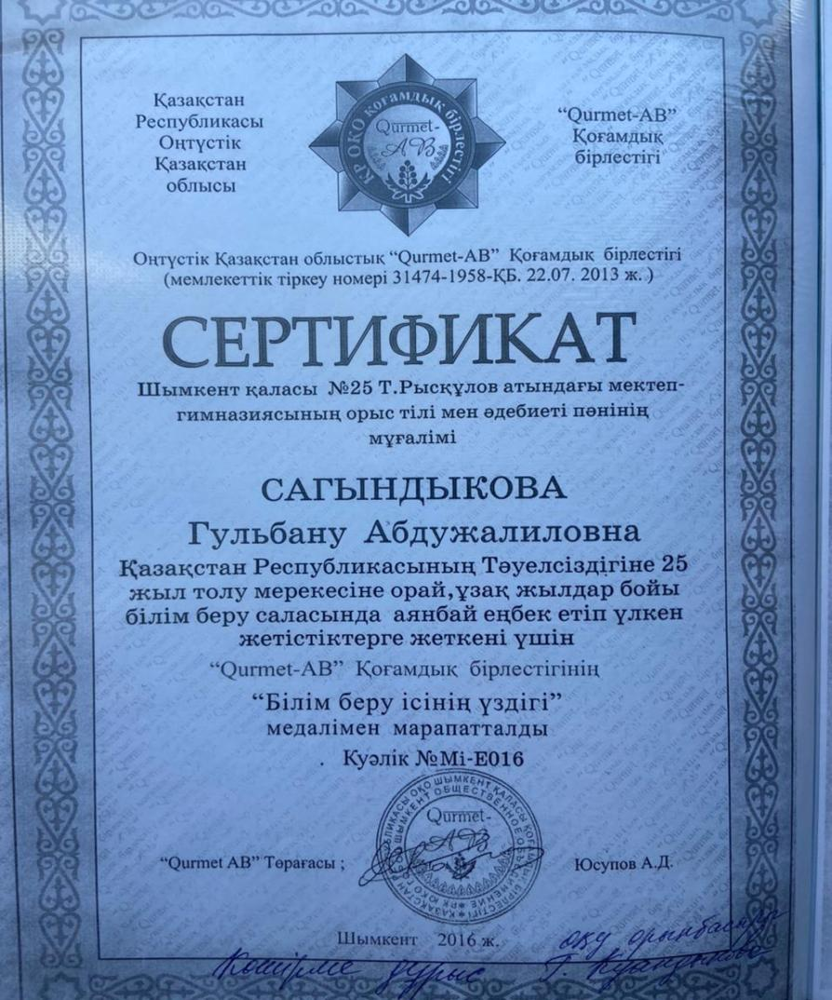 Қазақстан
Республикасы
Оңтүстік
Қазақстан
облысы
ҚР ОҚО қоғамдық бірлестігі
Qurmet-
АВ
“Qurmet-AB”
Қоғамдық
бірлестігі
Оңтүстік Қазақстан облыстық “Qurmet-AB” Қоғамдық бірлестігі
(мемлекеттік тіркеу номері 31474-1958-ҚБ. 22.07. 2013 ж. )
СЕРТИФИКАТ
Шымкент қаласы №25 Т.Рысқұлов атындағы мектеп-
гимназиясының орыс тілі мен әдебиеті пәнінің
мұғалімі
САГЫНДЫКОВА
Гульбану Абдужалиловна
Қазақстан Республикасының Тәуелсіздігіне 25
жыл толу мерекесіне орай,ұзақ жылдар бойы
білім беру саласында аянбай еңбек етіп үлкен
жетістіктерге жеткені үшін
“Qurmet-AB” Қоғамдық бірлестігінің
“Білім беру ісінің үздігі”
медалімен марапатталды
. Куәлік №Мі-Е016
Qurmet-
АВ
“Qurmet AB” Төрағасы ;
Юсупов А.Д.
Шымкент 2016 ж.
оқу орынбасары
Көшірме дұрыс Г. Куандыкова